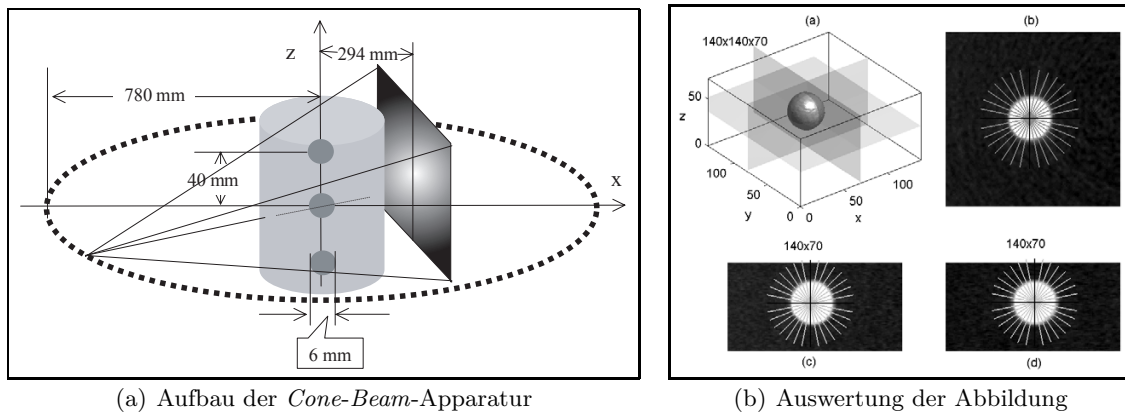 z
294 mm
780 mm
40 mm
x
6 mm
(a) Aufbau der Cone-Beam-Apparatur
(a)
140x140x70
50
z
0
100
50
y
0
0
50
x
100
(b)
140x70
(c)
140x70
(d)
(b) Auswertung der Abbildung